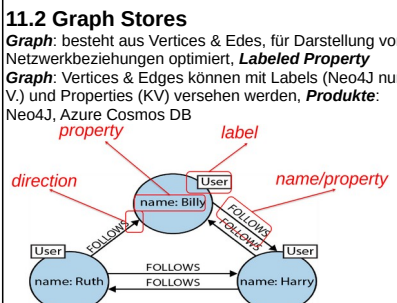 11.2 Graph Stores
Graph: besteht aus Vertices & Edes, für Darstellung vo
Netzwerkbeziehungen optimiert, Labeled Property
Graph: Vertices & Edges können mit Labels (Neo4J nu
V.) und Properties (KV) versehen werden, Produkte:
Neo4J, Azure Cosmos DB
property
label
direction
name/property
User
name: Billy
FOLLOWS
FOLLOWS
FOLLOWS
User
User
FOLLOWS
name: Ruth
FOLLOWS
name: Harry